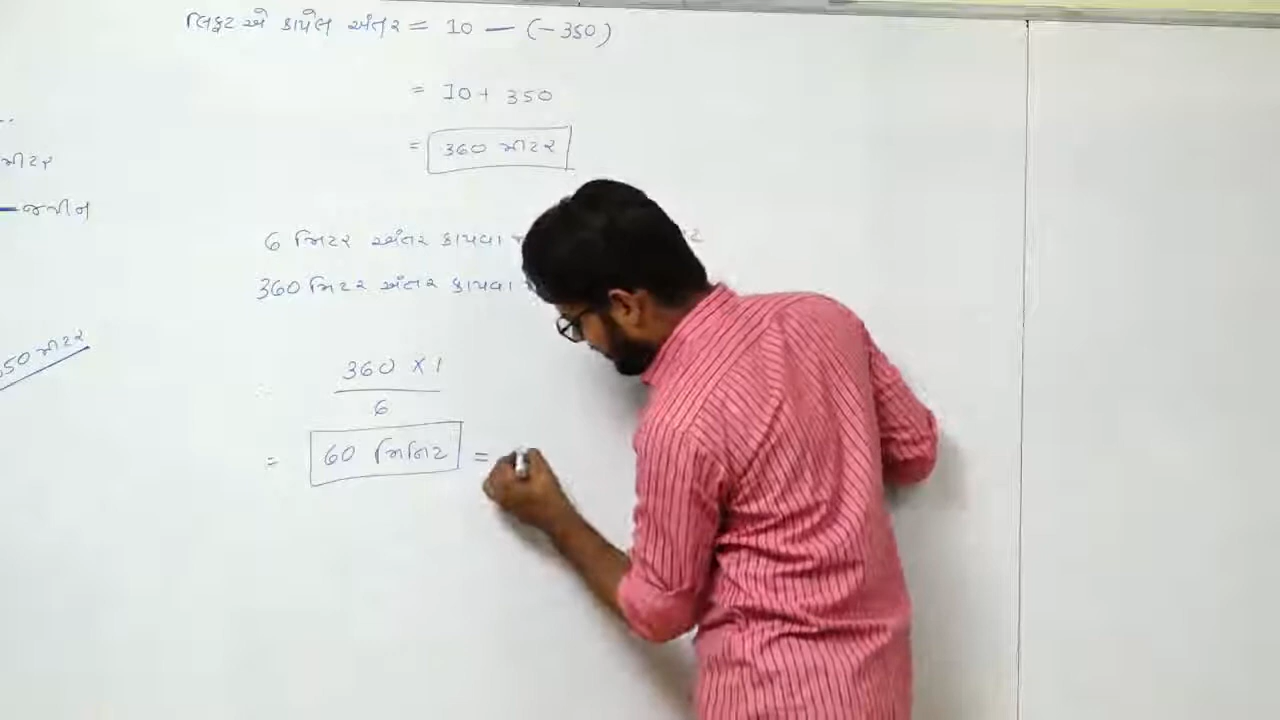 લિફ્ટ એ કાપેલ અંતર = 10 — (-350)
= 10 + 350
= 360 મીટર
મીટર
જમીન
6 મિટર અંતર કાપવા
360 મિટર અંતર કાપવા
50 મીટર
360 X 1
6
= 60 મિનિટ =